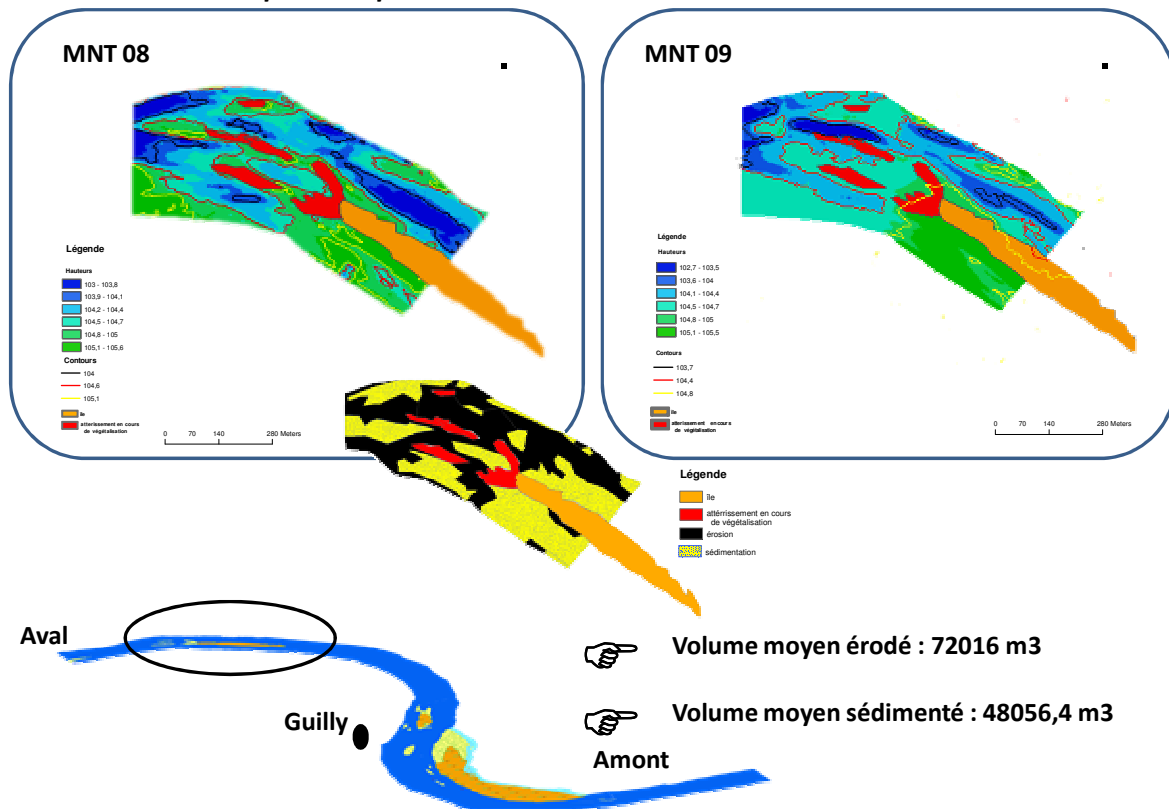 MNT 08
Légende
Hauteurs
103 - 103,8
103,9 - 104,1
104,2 - 104,4
104,5 - 104,7
104,8 - 105
105,1 - 105,6
Contours
104
104,6
105,1
île
attérissement en cours
de végétalisation
0 70 140 280 Meters
MNT 09
Légende
Hauteurs
102,7 - 103,5
103,6 - 104
104,1 - 104,4
104,5 - 104,7
104,8 - 105
105,1 - 105,5
Contours
103,7
104,4
104,8
île
attérissement en cours
de végétalisation
0 70 140 280 Meters
Légende
île
attérrissement en cours
de végétalisation
érosion
sédimentation
Aval
Guilly
Amont
Volume moyen érodé : 72016 m3
Volume moyen sédimenté : 48056,4 m3